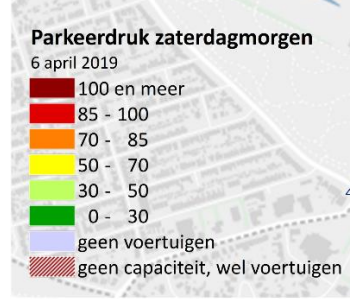 Parkeerdruk zaterdagmorgen
6 april 2019
100 en meer
85 - 100
70 - 85
50 - 70
30 - 50
0 - 30
geen voertuigen
geen capaciteit, wel voertuigen